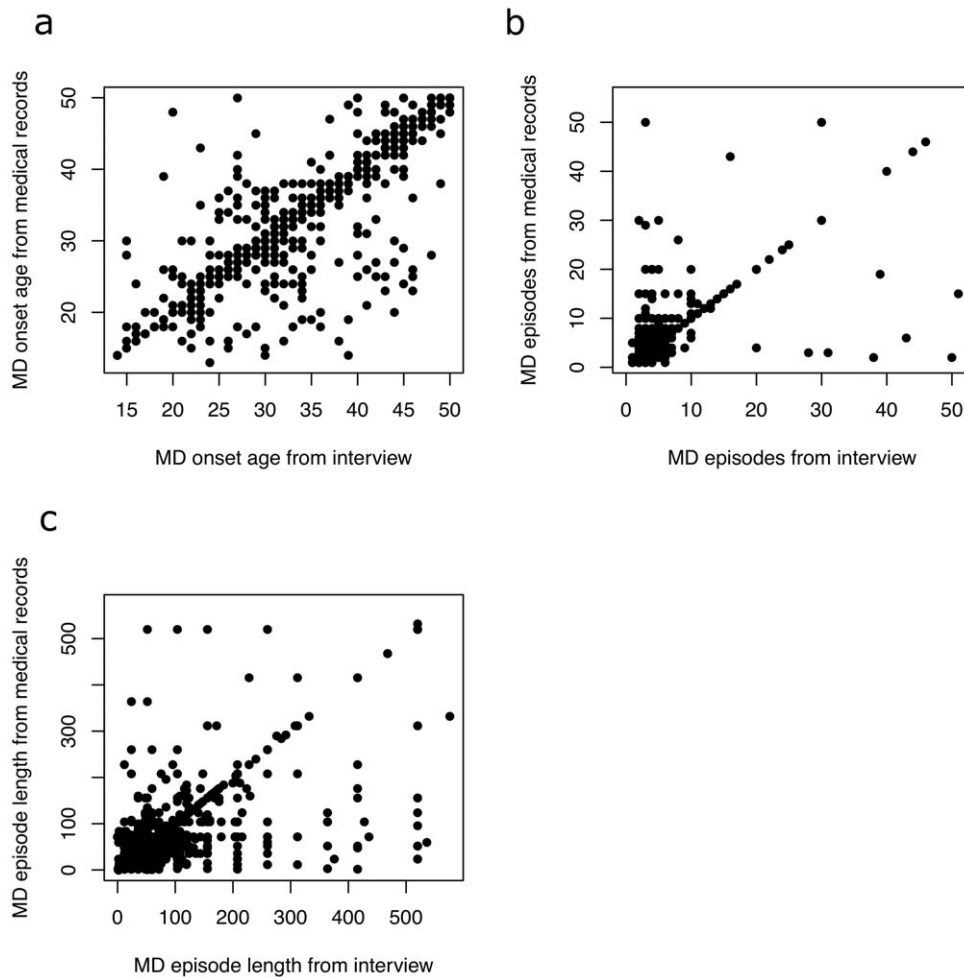 a
MD onset age from medical records
50
40
30
20
15 20 25 30 35 40 45 50
MD onset age from interview
b
MD episodes from medical records
50
40
30
20
10
0
0 10 20 30 40 50
MD episodes from interview
c
MD episode length from medical records
500
300
100
0
0 100 200 300 400 500
MD episode length from interview